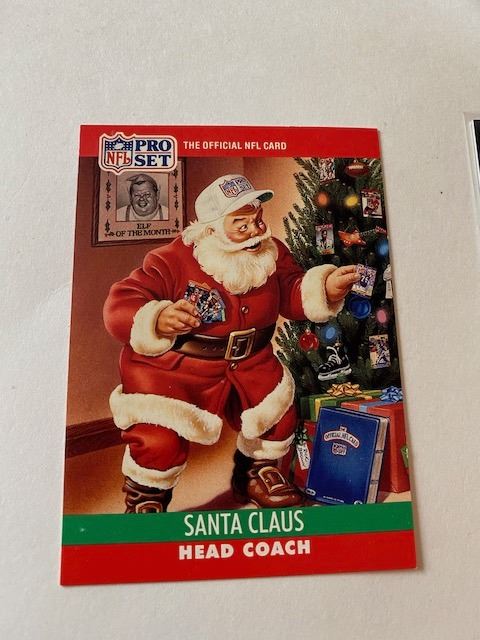 NFL
PRO
SET
THE OFFICIAL NFL CARD
ELF
OF THE MONTH
SANTA CLAUS
HEAD COACH